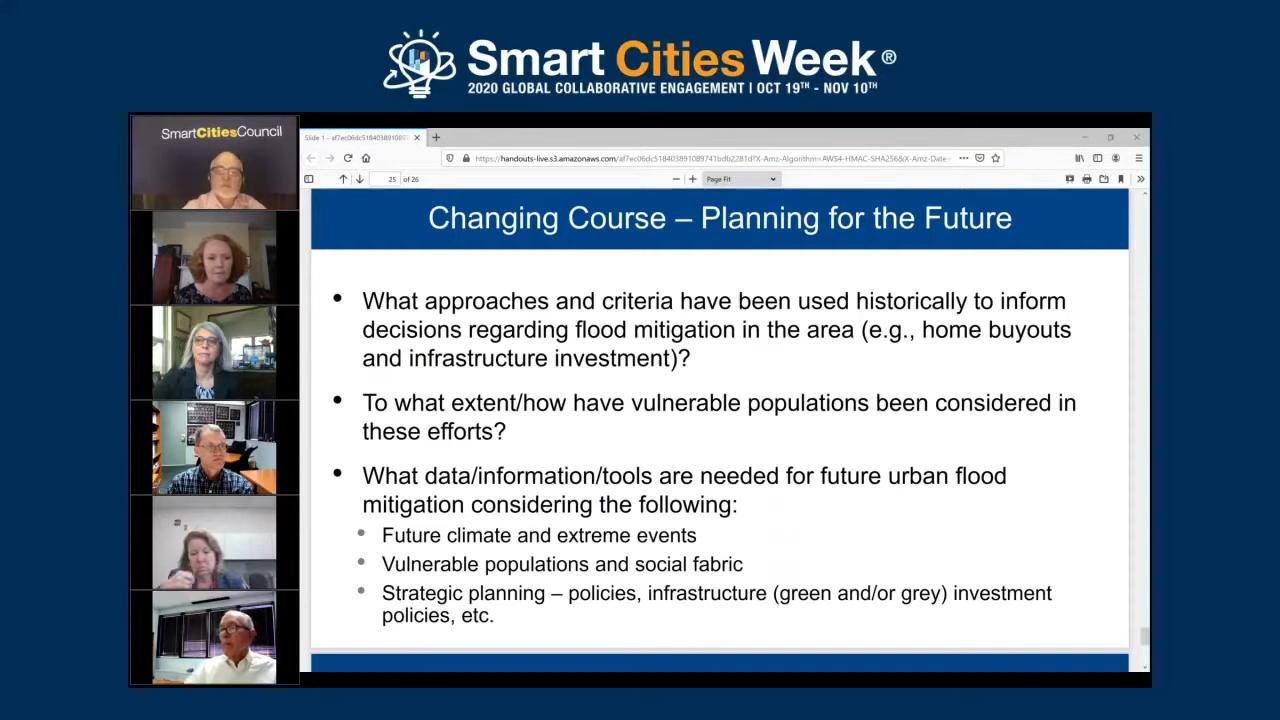 Smart Cities Week®
2020 GLOBAL COLLABORATIVE ENGAGEMENT | OCT 19TH - NOV 10TH
SmartCitiesCouncil
25 of 26
Page Fit
Changing Course – Planning for the Future
• What approaches and criteria have been used historically to inform
decisions regarding flood mitigation in the area (e.g., home buyouts
and infrastructure investment)?
• To what extent/how have vulnerable populations been considered in
these efforts?
• What data/information/tools are needed for future urban flood
mitigation considering the following:
• Future climate and extreme events
• Vulnerable populations and social fabric
• Strategic planning – policies, infrastructure (green and/or grey) investment
policies, etc.